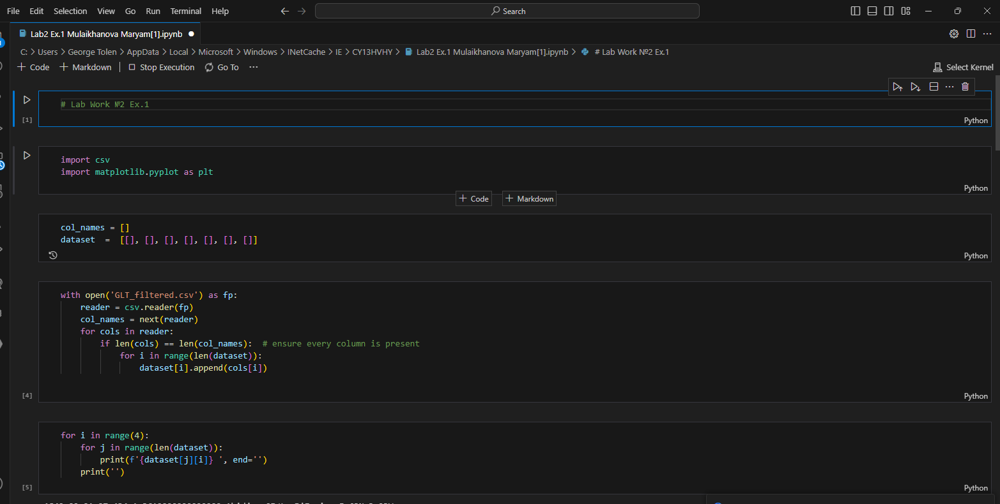 File Edit Selection View Go Run Terminal Help
Search
Lab2 Ex.1 Mulaikhanova Maryam[1].ipynb
C: > Users > George Tolen > AppData > Local > Microsoft > Windows > INetCache > IE > CY13HVHY > Lab2 Ex.1 Mulaikhanova Maryam[1].ipynb > # Lab Work №2 Ex.1
+ Code + Markdown Stop Execution Go To ...
Select Kernel
# Lab Work №2 Ex.1
[1]
Python
import csv
import matplotlib.pyplot as plt
Python
+ Code + Markdown
col_names = []
dataset  =  [[], [], [], [], [], [], []]
Python
with open('GLT_filtered.csv') as fp:
    reader = csv.reader(fp)
    col_names = next(reader)
    for cols in reader:
        if len(cols) == len(col_names):  # ensure every column is present
            for i in range(len(dataset)):
                dataset[i].append(cols[i])
[4]
Python
for i in range(4):
    for j in range(len(dataset)):
        print(f'{dataset[j][i]} ', end='')
    print('')
[5]
Python